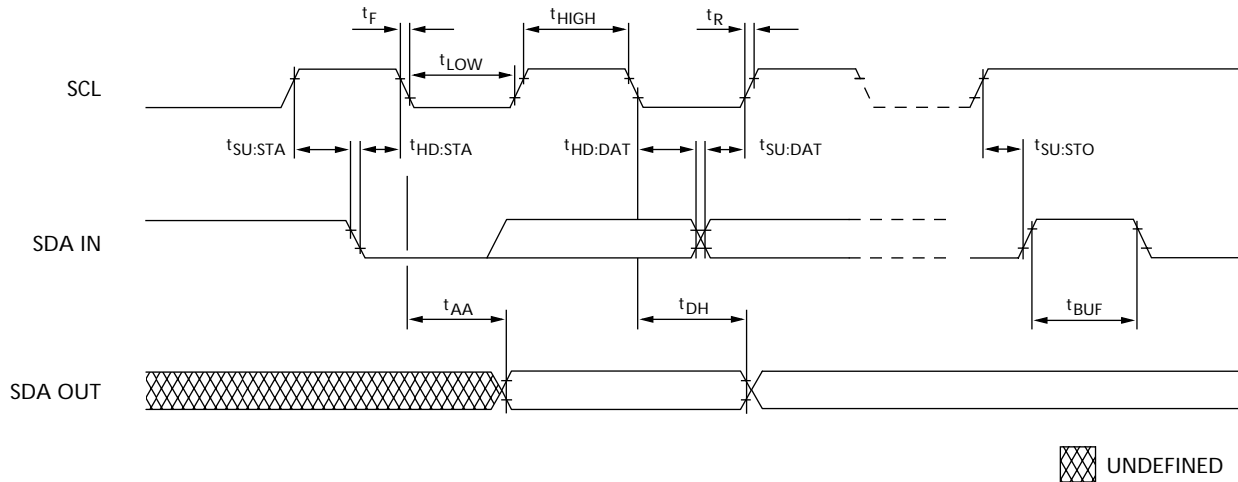 tF
tHIGH
tR
tLOW
SCL
tSU:STA
tHD:STA
tHD:DAT
tSU:DAT
tSU:STO
SDA IN
tAA
tDH
tBUF
SDA OUT
UNDEFINED